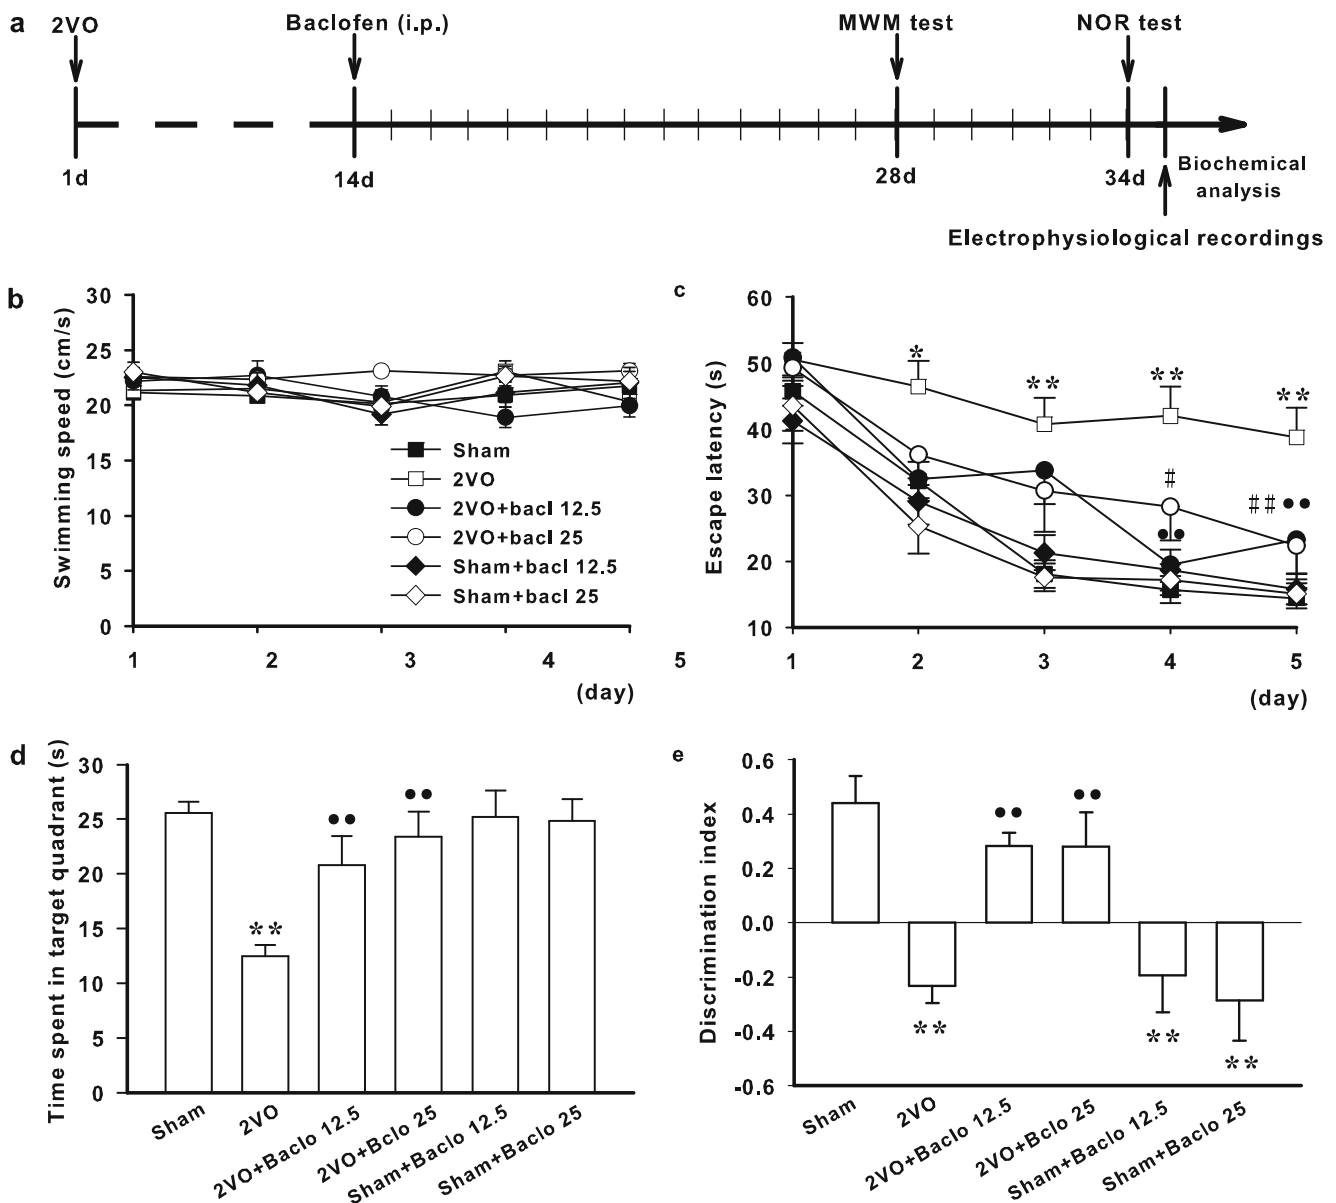 a
2VO
Baclofen (i.p.)
MWM test
NOR test
1d
14d
28d
34d
Biochemical
analysis
Electrophysiological recordings
b
Swimming speed (cm/s)
30
25
20
15
10
5
0
Sham
2VO
2VO+bacl 12.5
2VO+bacl 25
Sham+bacl 12.5
Sham+bacl 25
1 2 3 4 5
(day)
c
Escape latency (s)
60
50
40
30
20
10
*
**
**
**
#
##
••
••
1 2 3 4 5
(day)
d
Time spent in target quadrant (s)
30
25
20
15
10
5
0
**
••
••
Sham
2VO
2VO+Baclo 12.5
2VO+Bclo 25
Sham+Baclo 12.5
Sham+Baclo 25
e
Discrimination index
0.6
0.4
0.2
0.0
-0.2
-0.4
-0.6
••
••
**
**
**
Sham
2VO
2VO+Baclo 12.5
2VO+Bclo 25
Sham+Baclo 12.5
Sham+Baclo 25